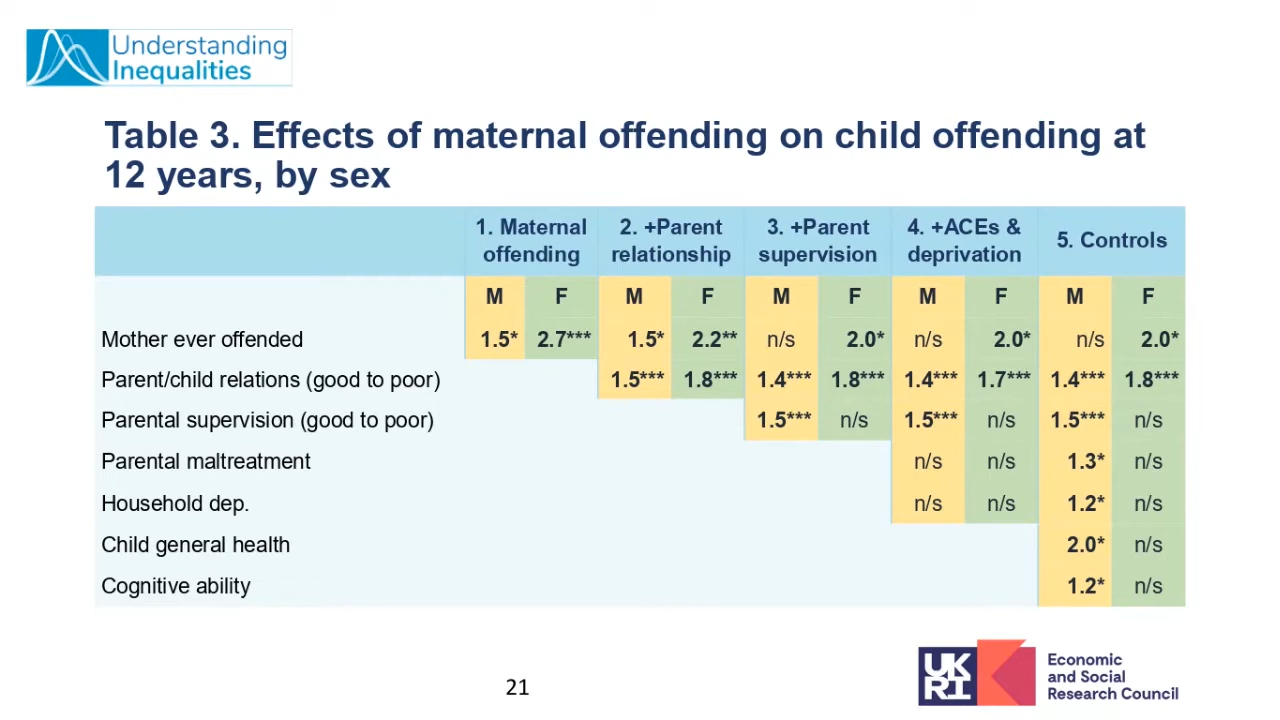 Understanding
Inequalities
Table 3. Effects of maternal offending on child offending at
12 years, by sex
1. Maternal offending 2. +Parent relationship 3. +Parent supervision 4. +ACEs & deprivation 5. Controls
M F M F M F M F M F
Mother ever offended 1.5* 2.7*** 1.5* 2.2** n/s 2.0* n/s 2.0* n/s 2.0*
Parent/child relations (good to poor) 1.5*** 1.8*** 1.4*** 1.8*** 1.4*** 1.7*** 1.4*** 1.8***
Parental supervision (good to poor) 1.5*** n/s 1.5*** n/s 1.5*** n/s
Parental maltreatment n/s n/s 1.3* n/s
Household dep. n/s n/s 1.2* n/s
Child general health 2.0* n/s
Cognitive ability 1.2* n/s
21
UK
RI
Economic
and Social
Research Council